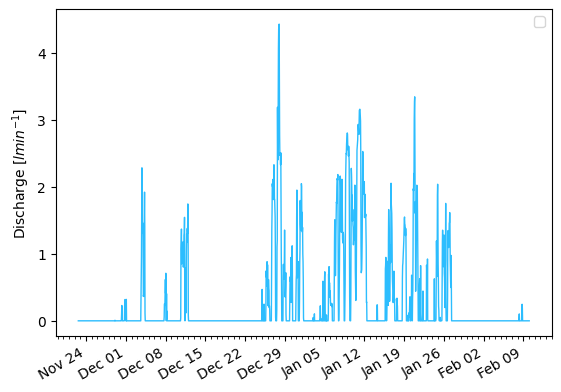 Discharge [lmin⁻¹]
4
3
2
1
0
Nov 24
Dec 01
Dec 08
Dec 15
Dec 22
Dec 29
Jan 05
Jan 12
Jan 19
Jan 26
Feb 02
Feb 09